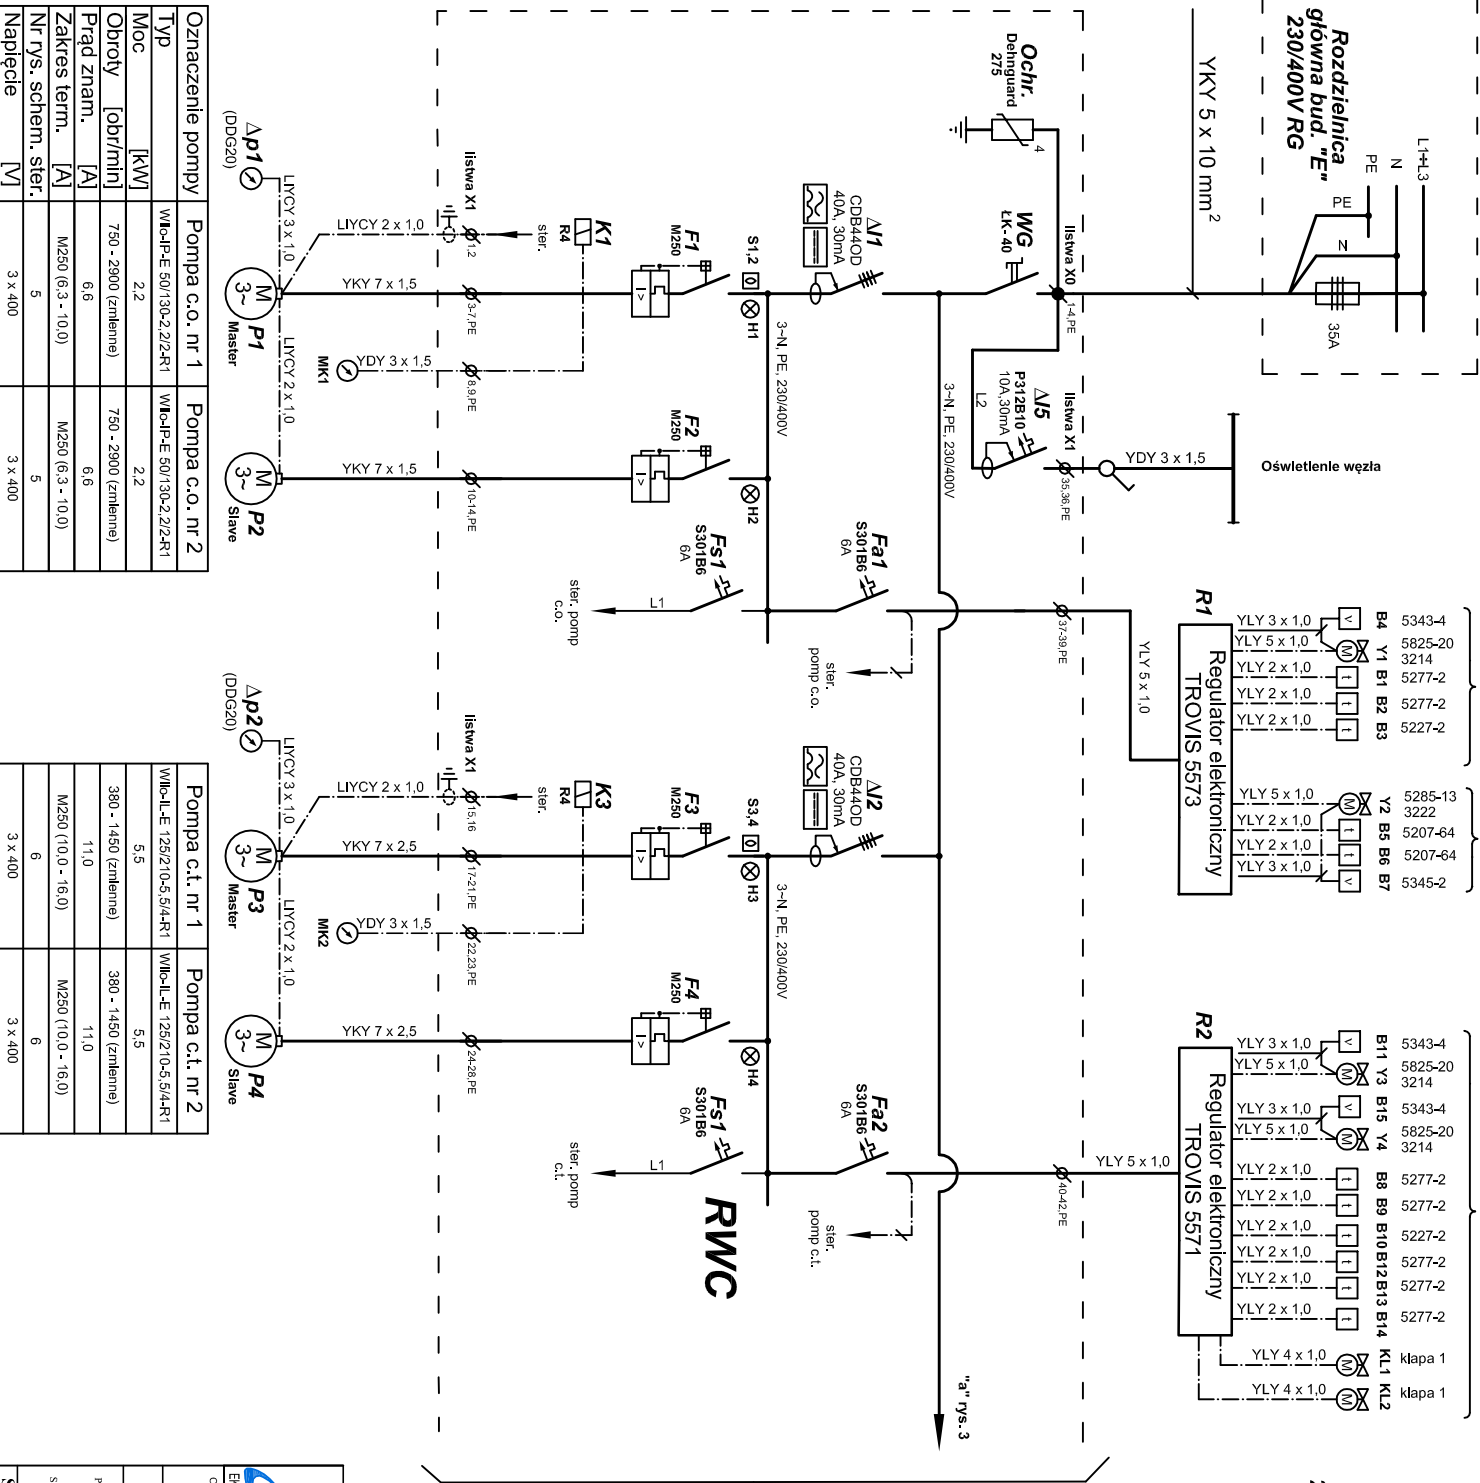 Rozdzielnica
główna bud. "E"
230/400V RG
L1÷L3
N
PE
PE
N
35A
YKY 5 x 10 mm²
Ochr.
Dehnguard
275
4
listwa X0
1-4,PE
WG
ŁK- 40
ΔI5
P312B10
10A,30mA
L2
listwa X1
35,36,PE
YDY 3 x 1,5
Oświetlenie węzła
3~N, PE, 230/400V
ΔI1
CDB44OD
40A, 30mA
S1,2
H1
3~N, PE, 230/400V
F1
M250
I >
K1
R4
ster.
listwa X1
1,2
3-7,PE
8,9,PE
LIYCY 2 x 1,0
YKY 7 x 1,5
YDY 3 x 1,5
MK1
Δp1
(DDG20)
LIYCY 3 x 1,0
M
3~
P1
Master
LIYCY 2 x 1,0
F2
M250
I >
H2
10-14,PE
YKY 7 x 1,5
M
3~
P2
Slave
Fa1
S301B6
6A
Fs1
S301B6
6A
L1
ster. pomp
c.o.
ster.
pomp c.o.
37-39,PE
YLY 5 x 1,0
R1
Regulator elektroniczny
TROVIS 5573
YLY 3 x 1,0 v B4 5343-4
YLY 5 x 1,0 M Y1 5825-20
3214
YLY 2 x 1,0 t B1 5277-2
YLY 2 x 1,0 t B2 5277-2
YLY 2 x 1,0 t B3 5227-2
YLY 5 x 1,0 M Y2 5285-13
3222
YLY 2 x 1,0 t B5 5207-64
YLY 2 x 1,0 t B6 5207-64
YLY 3 x 1,0 v B7 5345-2
ΔI2
CDB44OD
40A, 30mA
S3,4
H3
3~N, PE, 230/400V
F3
M250
I >
K3
R4
ster.
listwa X1
15,16
17-21,PE
22,23,PE
LIYCY 2 x 1,0
YKY 7 x 2,5
YDY 3 x 1,5
MK2
Δp2
(DDG20)
LIYCY 3 x 1,0
M
3~
P3
Master
LIYCY 2 x 1,0
F4
M250
I >
H4
24-28,PE
YKY 7 x 2,5
M
3~
P4
Slave
Fa2
S301B6
6A
Fs1
S301B6
6A
L1
ster. pomp
c.t.
ster.
pomp c.t.
40-42,PE
YLY 5 x 1,0
RWC
"a" rys. 3
R2
Regulator elektroniczny
TROVIS 5571
YLY 3 x 1,0 v B11 5343-4
YLY 5 x 1,0 M Y3 5825-20
3214
YLY 3 x 1,0 v B15 5343-4
YLY 5 x 1,0 M Y4 5825-20
3214
YLY 2 x 1,0 t B8 5277-2
YLY 2 x 1,0 t B9 5277-2
YLY 2 x 1,0 t B10 5227-2
YLY 2 x 1,0 t B12 5277-2
YLY 2 x 1,0 t B13 5277-2
YLY 2 x 1,0 t B14 5277-2
YLY 4 x 1,0 M KL1 klapa 1
YLY 4 x 1,0 M KL2 klapa 1
Oznaczenie pompy Pompa c.o. nr 1 Pompa c.o. nr 2
Typ Wilo-IP-E 50/130-2,2/2-R1 Wilo-IP-E 50/130-2,2/2-R1
Moc [kW] 2,2 2,2
Obroty [obr/min] 750 - 2900 (zmienne) 750 - 2900 (zmienne)
Prąd znam. [A] 6,6 6,6
Zakres term. [A] M250 (6,3 - 10,0) M250 (6,3 - 10,0)
Nr rys. schem. ster. 5 5
Napięcie [V] 3 x 400 3 x 400
Pompa c.t. nr 1 Pompa c.t. nr 2
Wilo-IL-E 125/210-5,5/4-R1 Wilo-IL-E 125/210-5,5/4-R1
5,5 5,5
380 - 1450 (zmienne) 380 - 1450 (zmienne)
11,0 11,0
M250 (10,0 - 16,0) M250 (10,0 - 16,0)
6 6
3 x 400 3 x 400